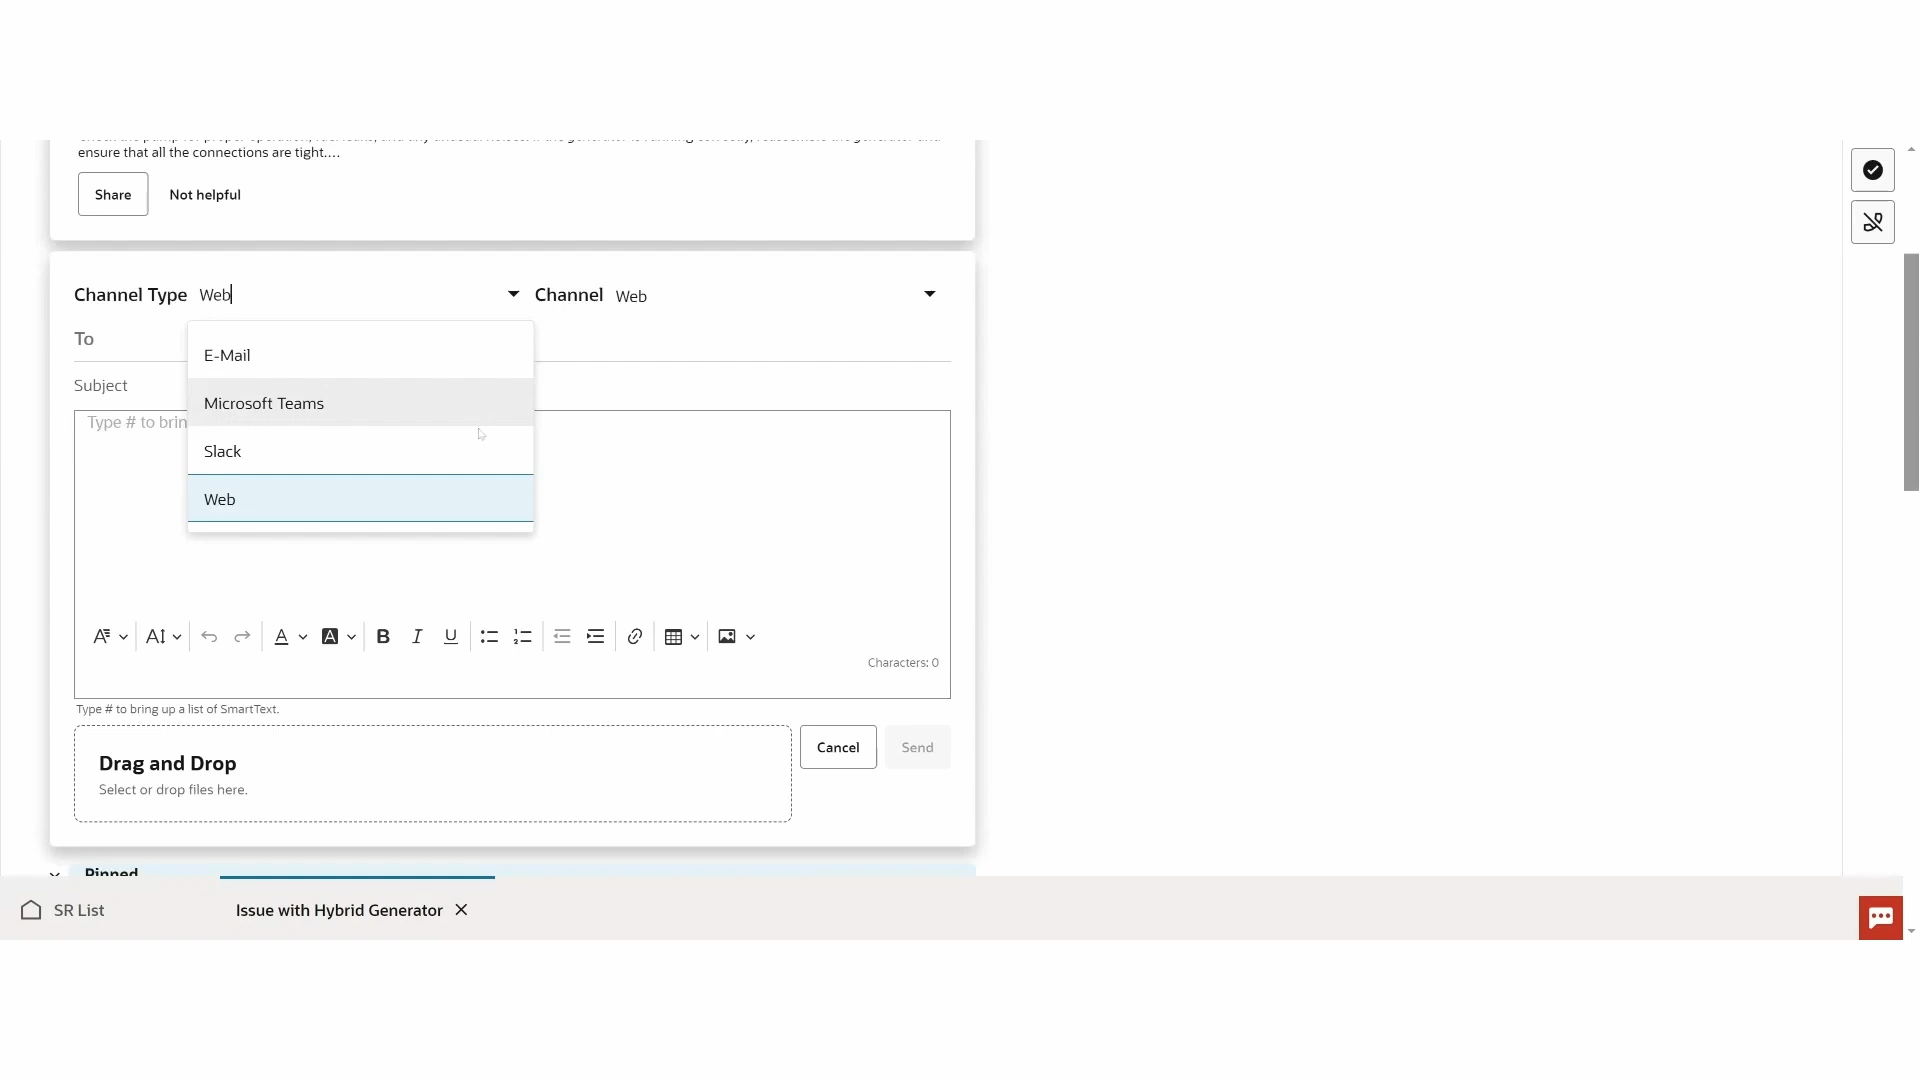 ensure that all the connections are tight....
Share
Not helpful
Channel Type Web
Channel Web
To
E-Mail
Subject
Microsoft Teams
Type # to brin
Slack
Web
Characters: 0
Type # to bring up a list of SmartText.
Cancel
Send
Drag and Drop
Select or drop files here.
Pinned
SR List
Issue with Hybrid Generator